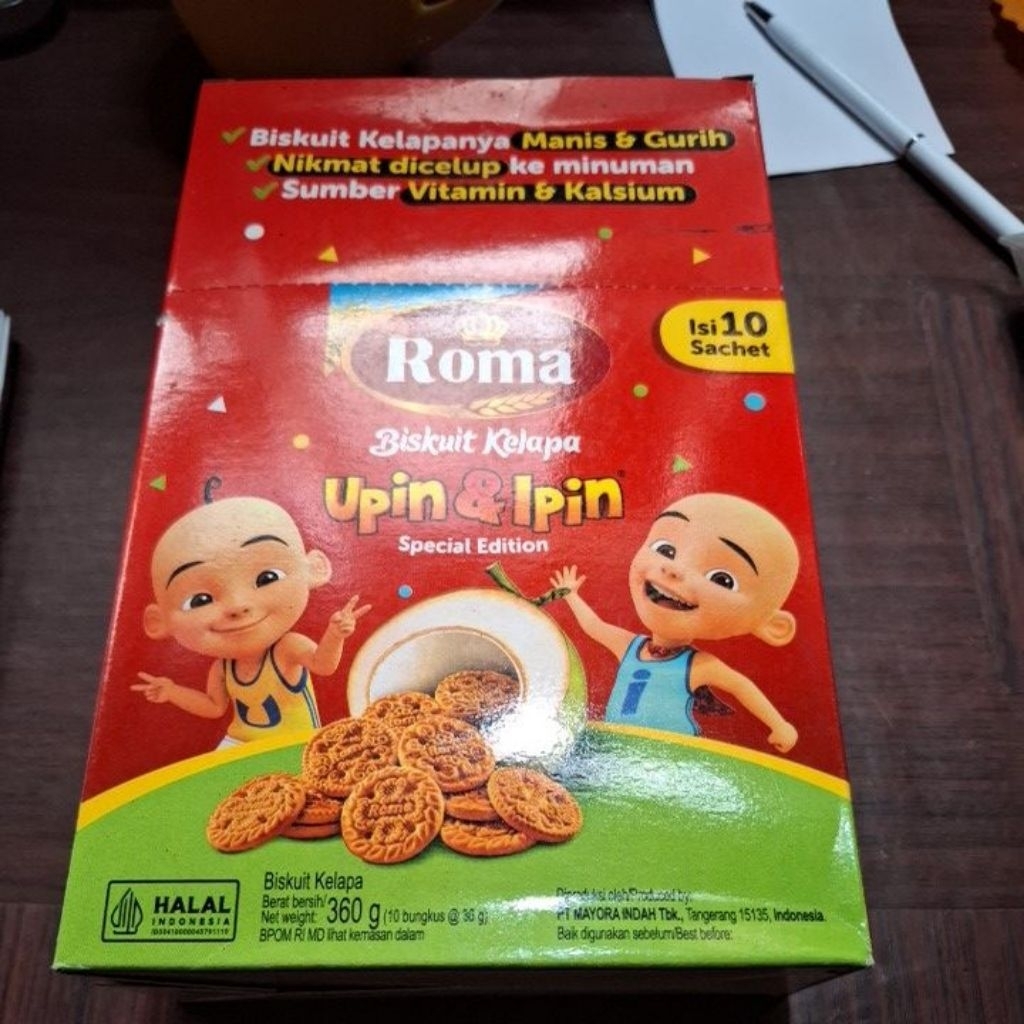 Biskuit Kelapanya Manis & Gurih
Nikmat dicelup ke minuman
Sumber Vitamin & Kalsium
Isi 10
Sachet
Roma
Biskuit Kelapa
Upin & Ipin
Special Edition
U
i
HALAL
INDONESIA
Biskuit Kelapa
Berat bersih/
Net weight: 360 g (10 bungkus @ 36 g)
BPOM RI MD lihat kemasan dalam
Diproduksi oleh/Produced by:
PT MAYORA INDAH Tbk., Tangerang 15135, Indonesia.
Baik digunakan sebelum/Best before: